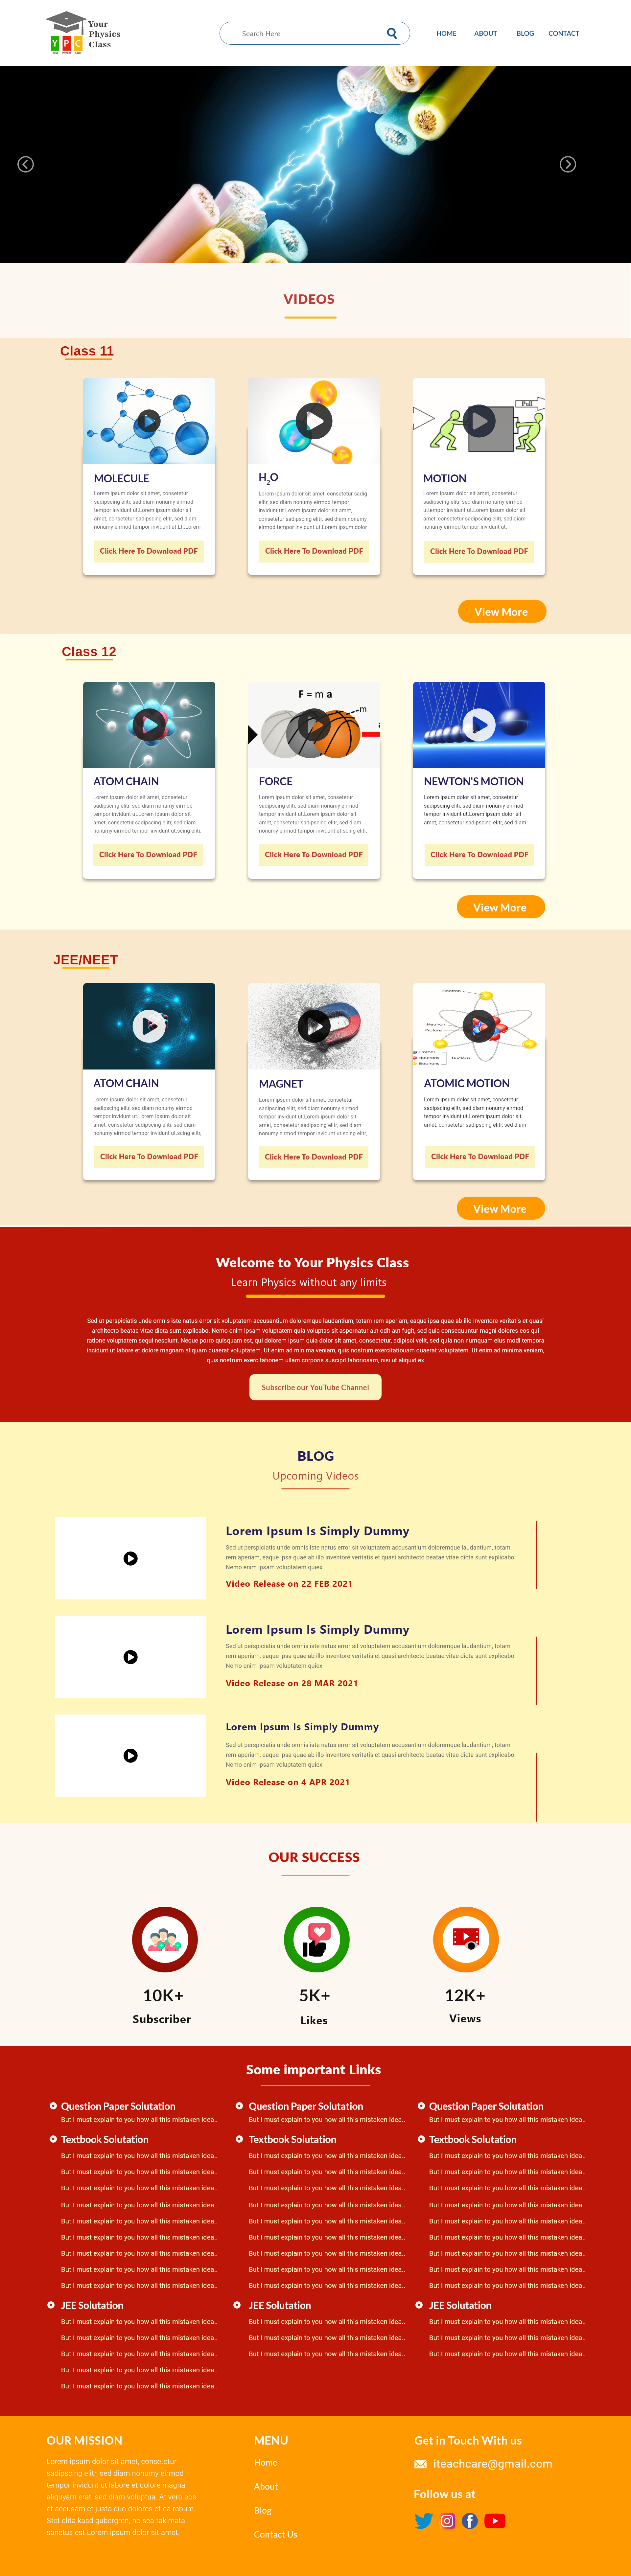 Your
Physics
Class
Y P C
Your Physics Class
Search Here
HOME ABOUT BLOG CONTACT
VIDEOS
Class 11
MOLECULE
Lorem ipsum dolor sit amet, consetetur
sadipscing elitr, sed diam nonumy eirmod
tempor invidunt ut.Lorem ipsum dolor sit
amet, consetetur sadipscing elitr, sed diam
nonumy eirmod tempor invidunt ut.Lt..Lorem
Click Here To Download PDF
H2O
Lorem ipsum dolor sit amet, consetetur sadig
elitr, sed diam nonumy eirmod tempor
invidunt ut.Lorem ipsum dolor sit amet,
consetetur sadipscing elitr, sed diam nonumy
eirmod tempor invidunt ut.Lorem ipsum dolor
Click Here To Download PDF
Pull
MOTION
Lorem ipsum dolor sit amet, consetetur
sadipscing elitr, sed diam nonumy eirmod
uttempor invidunt ut.Lorem ipsum dolor sit
amet, consetetur sadipscing elitr, sed diam
nonumy eirmod tempor invidunt ut.
Click Here To Download PDF
View More
Class 12
ATOM CHAIN
Lorem ipsum dolor sit amet, consetetur
sadipscing elitr, sed diam nonumy eirmod
tempor invidunt ut.Lorem ipsum dolor sit
amet, consetetur sadipscing elitr, sed diam
nonumy eirmod tempor invidunt ut.scing elitr,
Click Here To Download PDF
F = m a
m
FORCE
Lorem ipsum dolor sit amet, consetetur
sadipscing elitr, sed diam nonumy eirmod
tempor invidunt ut.Lorem ipsum dolor sit
amet, consetetur sadipscing elitr, sed diam
nonumy eirmod tempor invidunt ut.scing elitr,
Click Here To Download PDF
NEWTON'S MOTION
Lorem ipsum dolor sit amet, consetetur
sadipscing elitr, sed diam nonumy eirmod
tempor invidunt ut.Lorem ipsum dolor sit
amet, consetetur sadipscing elitr, sed diam
Click Here To Download PDF
View More
JEE/NEET
ATOM CHAIN
Lorem ipsum dolor sit amet, consetetur
sadipscing elitr, sed diam nonumy eirmod
tempor invidunt ut.Lorem ipsum dolor sit
amet, consetetur sadipscing elitr, sed diam
nonumy eirmod tempor invidunt ut.scing elitr,
Click Here To Download PDF
MAGNET
Lorem ipsum dolor sit amet, consetetur
sadipscing elitr, sed diam nonumy eirmod
tempor invidunt ut.Lorem ipsum dolor sit
amet, consetetur sadipscing elitr, sed diam
nonumy eirmod tempor invidunt ut.scing elitr,
Click Here To Download PDF
Electron
Neutron
Protons
Protons
Neutrons
Nucleus
Electrons
ATOMIC MOTION
Lorem ipsum dolor sit amet, consetetur
sadipscing elitr, sed diam nonumy eirmod
tempor invidunt ut.Lorem ipsum dolor sit
amet, consetetur sadipscing elitr, sed diam
Click Here To Download PDF
View More
Welcome to Your Physics Class
Learn Physics without any limits
Sed ut perspiciatis unde omnis iste natus error sit voluptatem accusantium doloremque laudantium, totam rem aperiam, eaque ipsa quae ab illo inventore veritatis et quasi
architecto beatae vitae dicta sunt explicabo. Nemo enim ipsam voluptatem quia voluptas sit aspernatur aut odit aut fugit, sed quia consequuntur magni dolores eos qui
ratione voluptatem sequi nesciunt. Neque porro quisquam est, qui dolorem ipsum quia dolor sit amet, consectetur, adipisci velit, sed quia non numquam eius modi tempora
incidunt ut labore et dolore magnam aliquam quaerat voluptatem. Ut enim ad minima veniam, quis nostrum exercitatiouam quaerat voluptatem. Ut enim ad minima veniam,
quis nostrum exercitationem ullam corporis suscipit laboriosam, nisi ut aliquid ex
Subscribe our YouTube Channel
BLOG
Upcoming Videos
Lorem Ipsum Is Simply Dummy
Sed ut perspiciatis unde omnis iste natus error sit voluptatem accusantium doloremque laudantium, totam
rem aperiam, eaque ipsa quae ab illo inventore veritatis et quasi architecto beatae vitae dicta sunt explicabo.
Nemo enim ipsam voluptatem quiex
Video Release on 22 FEB 2021
Lorem Ipsum Is Simply Dummy
Sed ut perspiciatis unde omnis iste natus error sit voluptatem accusantium doloremque laudantium, totam
rem aperiam, eaque ipsa quae ab illo inventore veritatis et quasi architecto beatae vitae dicta sunt explicabo.
Nemo enim ipsam voluptatem quiex
Video Release on 28 MAR 2021
Lorem Ipsum Is Simply Dummy
Sed ut perspiciatis unde omnis iste natus error sit voluptatem accusantium doloremque laudantium, totam
rem aperiam, eaque ipsa quae ab illo inventore veritatis et quasi architecto beatae vitae dicta sunt explicabo.
Nemo enim ipsam voluptatem quiex
Video Release on 4 APR 2021
OUR SUCCESS
10K+
Subscriber
5K+
Likes
12K+
Views
Some important Links
Question Paper Solutation
But I must explain to you how all this mistaken idea..
Textbook Solutation
But I must explain to you how all this mistaken idea..
But I must explain to you how all this mistaken idea..
But I must explain to you how all this mistaken idea..
But I must explain to you how all this mistaken idea..
But I must explain to you how all this mistaken idea..
But I must explain to you how all this mistaken idea..
But I must explain to you how all this mistaken idea..
But I must explain to you how all this mistaken idea..
But I must explain to you how all this mistaken idea..
JEE Solutation
But I must explain to you how all this mistaken idea..
But I must explain to you how all this mistaken idea..
But I must explain to you how all this mistaken idea..
But I must explain to you how all this mistaken idea..
But I must explain to you how all this mistaken idea..
Question Paper Solutation
But I must explain to you how all this mistaken idea..
Textbook Solutation
But I must explain to you how all this mistaken idea..
But I must explain to you how all this mistaken idea..
But I must explain to you how all this mistaken idea..
But I must explain to you how all this mistaken idea..
But I must explain to you how all this mistaken idea..
But I must explain to you how all this mistaken idea..
But I must explain to you how all this mistaken idea..
But I must explain to you how all this mistaken idea..
But I must explain to you how all this mistaken idea..
JEE Solutation
But I must explain to you how all this mistaken idea..
But I must explain to you how all this mistaken idea..
But I must explain to you how all this mistaken idea..
Question Paper Solutation
But I must explain to you how all this mistaken idea..
Textbook Solutation
But I must explain to you how all this mistaken idea..
But I must explain to you how all this mistaken idea..
But I must explain to you how all this mistaken idea..
But I must explain to you how all this mistaken idea..
But I must explain to you how all this mistaken idea..
But I must explain to you how all this mistaken idea..
But I must explain to you how all this mistaken idea..
But I must explain to you how all this mistaken idea..
But I must explain to you how all this mistaken idea..
JEE Solutation
But I must explain to you how all this mistaken idea..
But I must explain to you how all this mistaken idea..
But I must explain to you how all this mistaken idea..
OUR MISSION
Lorem ipsum dolor sit amet, consetetur
sadipscing elitr, sed diam nonumy eirmod
tempor invidunt ut labore et dolore magna
aliquyam erat, sed diam voluptua. At vero eos
et accusam et justo duo dolores et ea rebum.
Stet clita kasd gubergren, no sea takimata
sanctus est Lorem ipsum dolor sit amet.
MENU
Home
About
Blog
Contact Us
Get in Touch With us
iteachcare@gmail.com
Follow us at